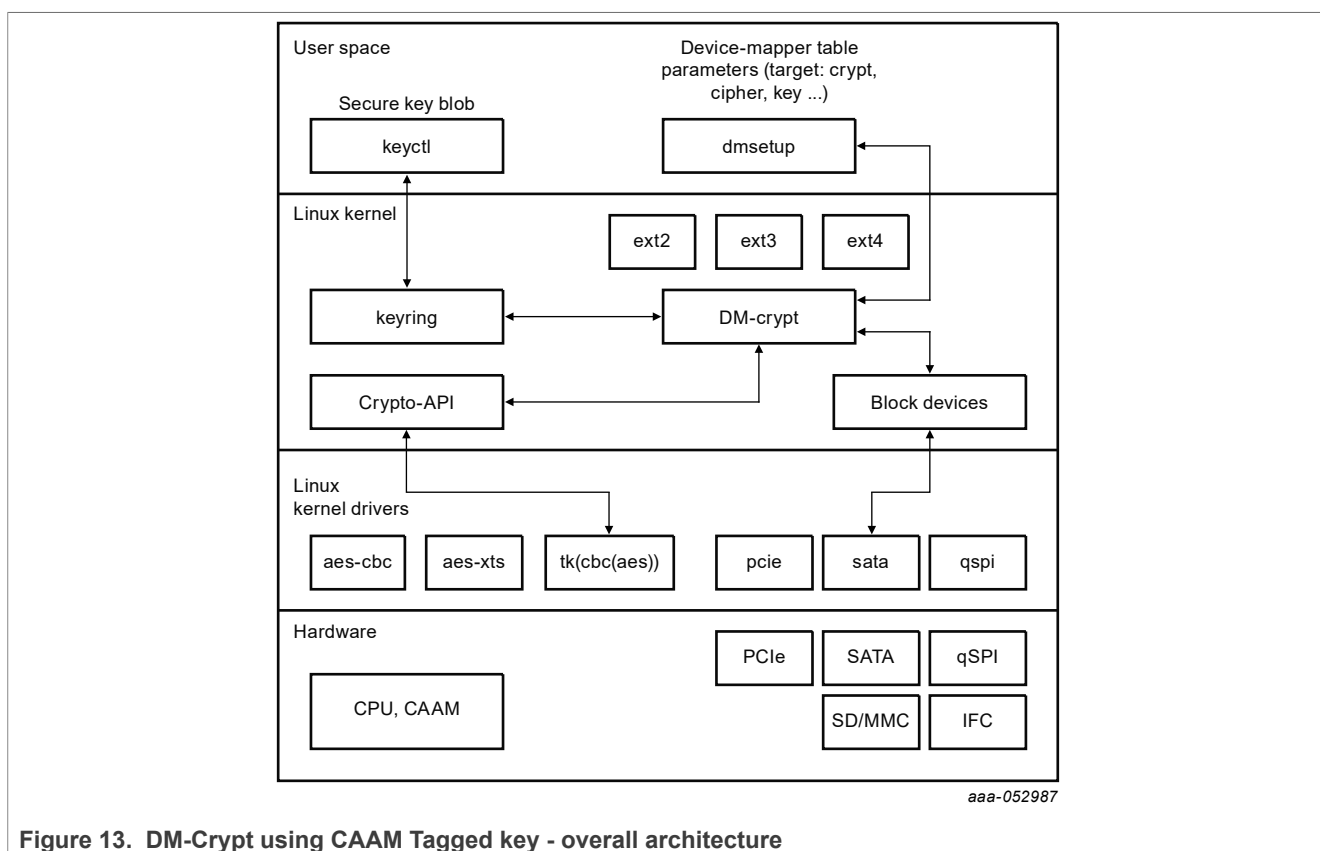 User space
Device-mapper table
parameters (target: crypt,
cipher, key ...)
Secure key blob
keyctl
dmsetup
Linux kernel
ext2
ext3
ext4
keyring
DM-crypt
Crypto-API
Block devices
Linux
kernel drivers
aes-cbc
aes-xts
tk(cbc(aes))
pcie
sata
qspi
Hardware
PCIe
SATA
qSPI
CPU, CAAM
SD/MMC
IFC
aaa-052987
Figure 13. DM-Crypt using CAAM Tagged key - overall architecture